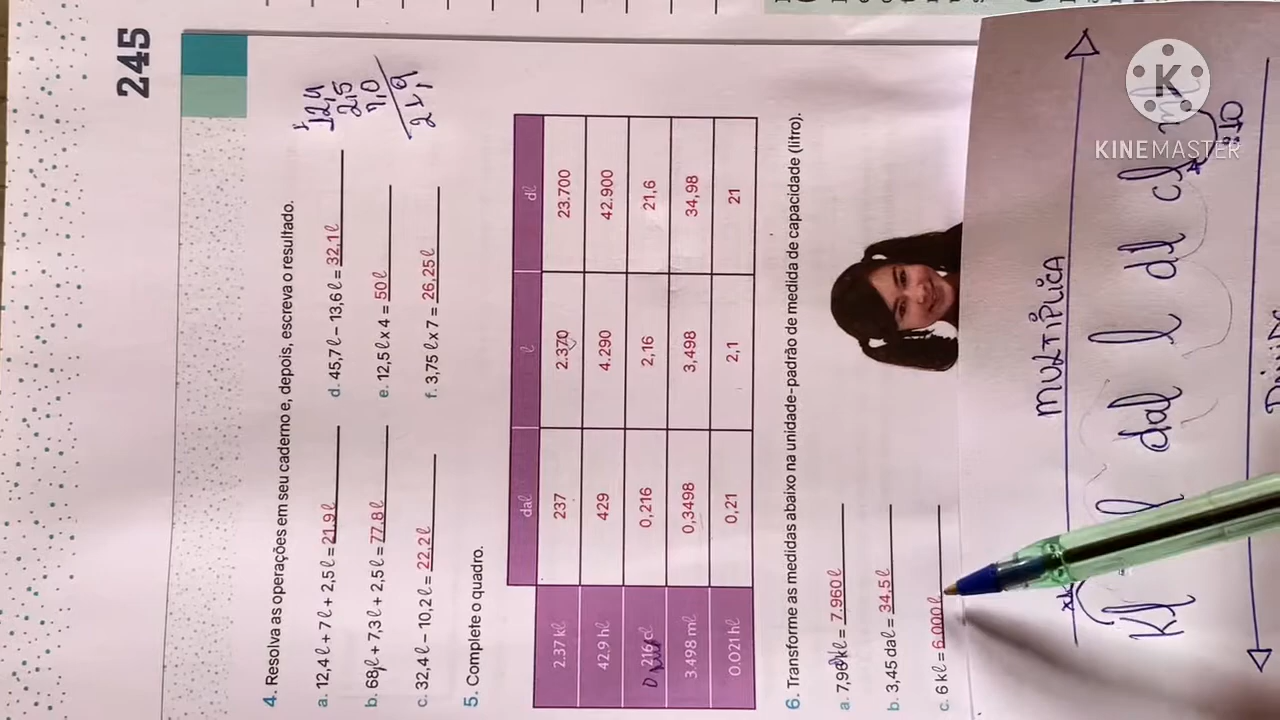 245
4. Resolva as operações em seu caderno e, depois, escreva o resultado.
a. 12,4 ℓ + 7 ℓ + 2,5 ℓ = 21.9 ℓ
d. 45,7 ℓ – 13,6 ℓ = 32,1 ℓ
b. 68 ℓ + 7,3 ℓ + 2,5 ℓ = 77.8 ℓ
e. 12,5 ℓ x 4 = 50 ℓ
c. 32,4 ℓ – 10,2 ℓ = 22,2 ℓ
f. 3,75 ℓ x 7 = 26,25 ℓ
12,4
2,5
7,0
21,9
5. Complete o quadro.
daℓ ℓ dℓ
2.37 kℓ 237 2.370 23.700
42.9 hℓ 429 4.290 42.900
216 0,216 2,16 21,6
3.498 mℓ 0,3498 3,498 34,98
0.021 hℓ 0,21 2,1 21
6. Transforme as medidas abaixo na unidade-padrão de medida de capacidade (litro).
a. 7,96 kℓ = 7.960 ℓ
b. 3,45 daℓ = 34.5 ℓ
c. 6 kℓ = 6.000 ℓ
MULTIPLICA
Kl dal l dl cl ml
:10
K
KINEMASTER